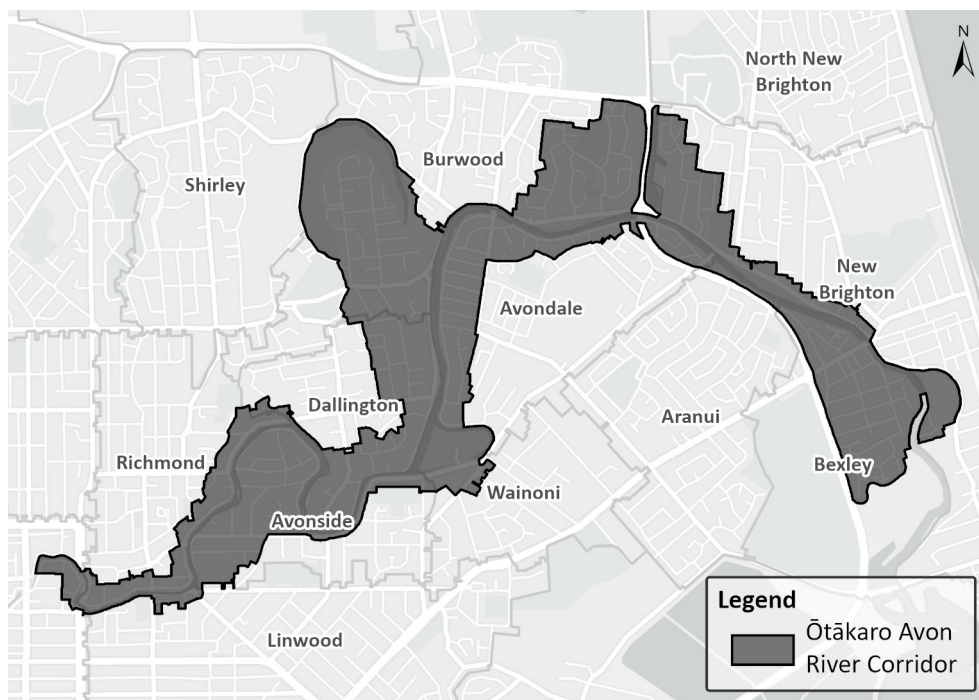 N
North New
Brighton
Burwood
Shirley
New
Brighton
Avondale
Dallington
Aranui
Richmond
Bexley
Wainoni
Avonside
Linwood
Legend
Ōtākaro Avon
River Corridor